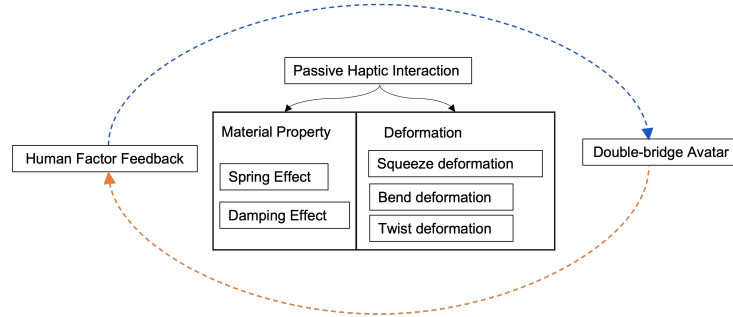 Passive Haptic Interaction
Material Property
Deformation
Human Factor Feedback
Double-bridge Avatar
Spring Effect
Squeeze deformation
Damping Effect
Bend deformation
Twist deformation